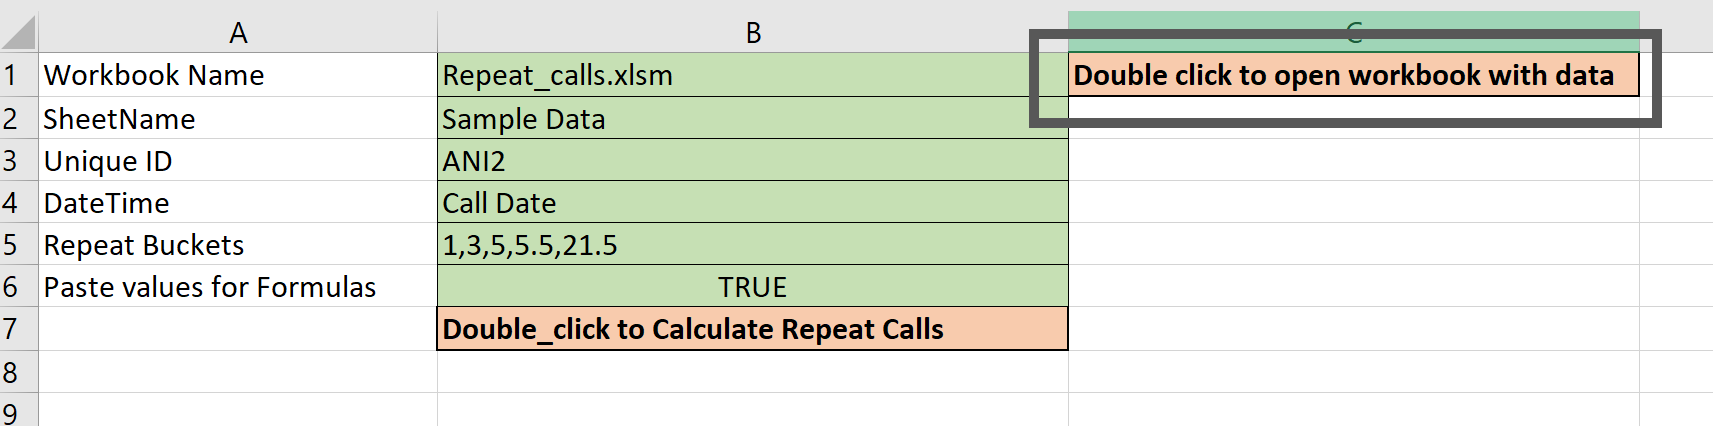 A B C
1 Workbook Name Repeat_calls.xlsm Double click to open workbook with data
2 SheetName Sample Data
3 Unique ID ANI2
4 DateTime Call Date
5 Repeat Buckets 1,3,5,5.5,21.5
6 Paste values for Formulas TRUE
7 Double_click to Calculate Repeat Calls
8
9